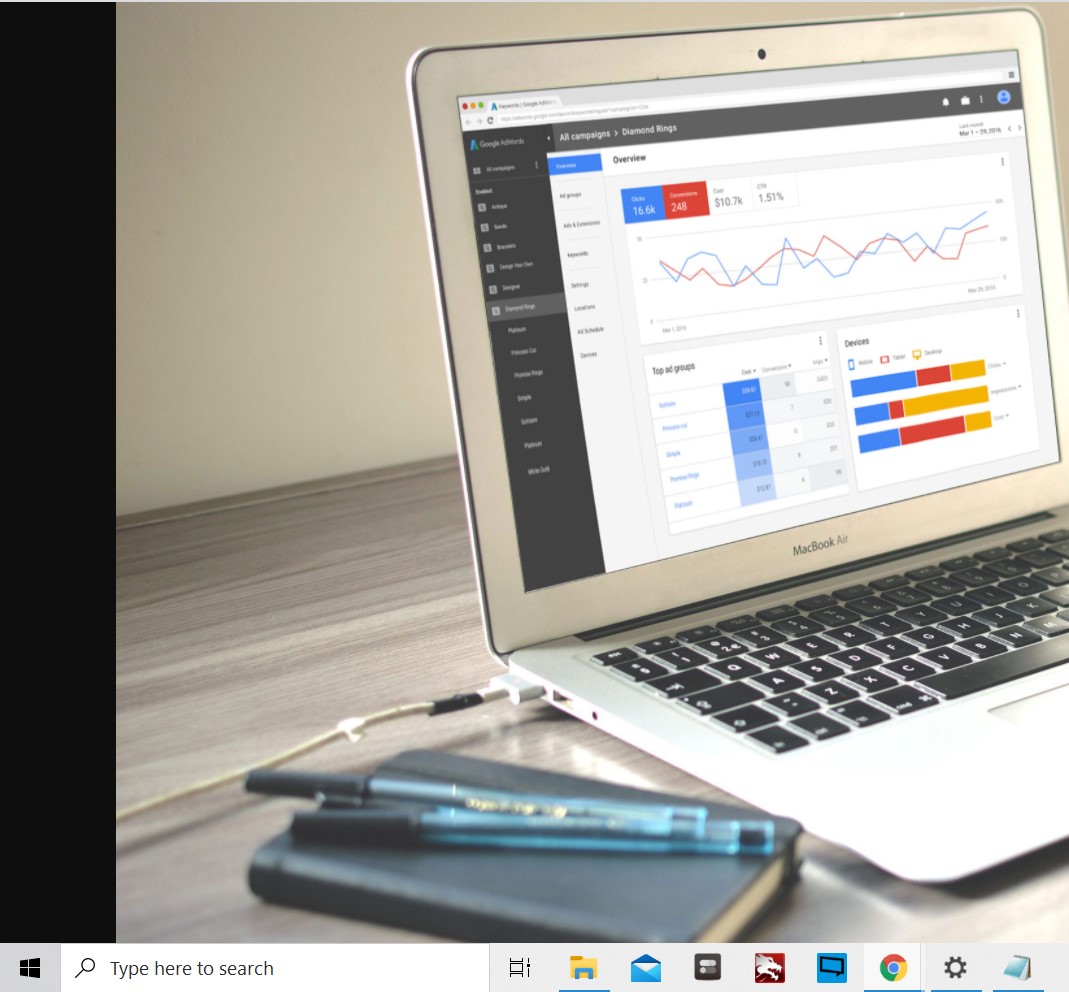 Keywords | Google AdWords
Google AdWords
All campaigns > Diamond Rings
Last month
Mar 1 – 29, 2016
All campaigns
Overview
Overview
Enabled
Antique
Bands
Bracelets
Design Your Own
Designer
Diamond Rings
Platinum
Princess Cut
Promise Rings
Simple
Solitaire
Platinum
White Gold
Ad groups
Ads & Extensions
Keywords
Settings
Locations
Ad Schedule
Devices
Clicks
16.6k
Conversions
248
Cost
$10.7k
CTR
1.51%
Mar 1, 2016
Mar 29, 2016
Top ad groups
Cost
Conversions
Solitaire
Princess cut
Simple
Promise Rings
Platinum
Devices
Mobile
Tablet
Desktop
Clicks
Impressions
Cost
MacBook Air
Q W E R T Y U I O
A S D F G H J K
Z X C V B N M
cmd
Type here to search